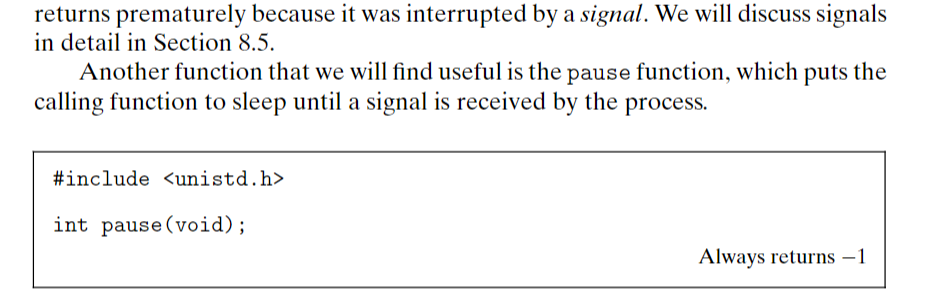 returns prematurely because it was interrupted by a signal. We will discuss signals
in detail in Section 8.5.
Another function that we will find useful is the pause function, which puts the
calling function to sleep until a signal is received by the process.
#include <unistd.h>
int pause(void);
Always returns −1